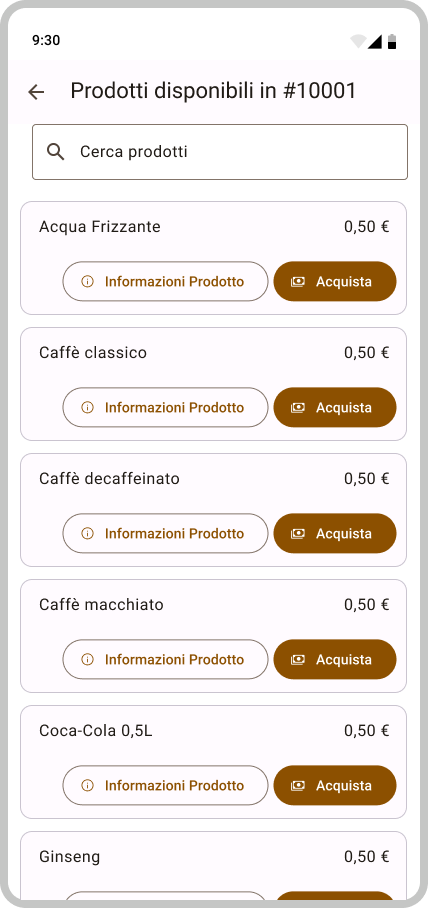 9:30
Prodotti disponibili in #10001
Cerca prodotti
Acqua Frizzante 0,50 €
Informazioni Prodotto Acquista
Caffè classico 0,50 €
Informazioni Prodotto Acquista
Caffè decaffeinato 0,50 €
Informazioni Prodotto Acquista
Caffè macchiato 0,50 €
Informazioni Prodotto Acquista
Coca-Cola 0,5L 0,50 €
Informazioni Prodotto Acquista
Ginseng 0,50 €